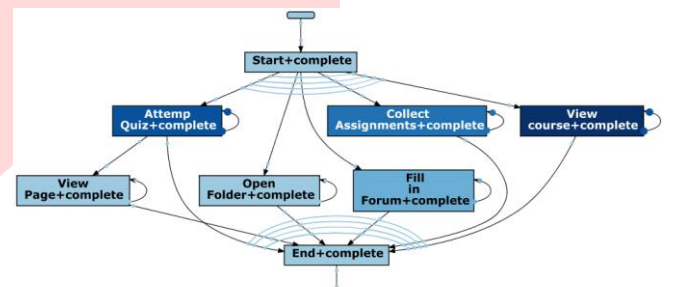 Start+complete
Attemp
Quiz+complete
Collect
Assignments+complete
View
course+complete
View
Page+complete
Open
Folder+complete
Fill
in
Forum+complete
End+complete